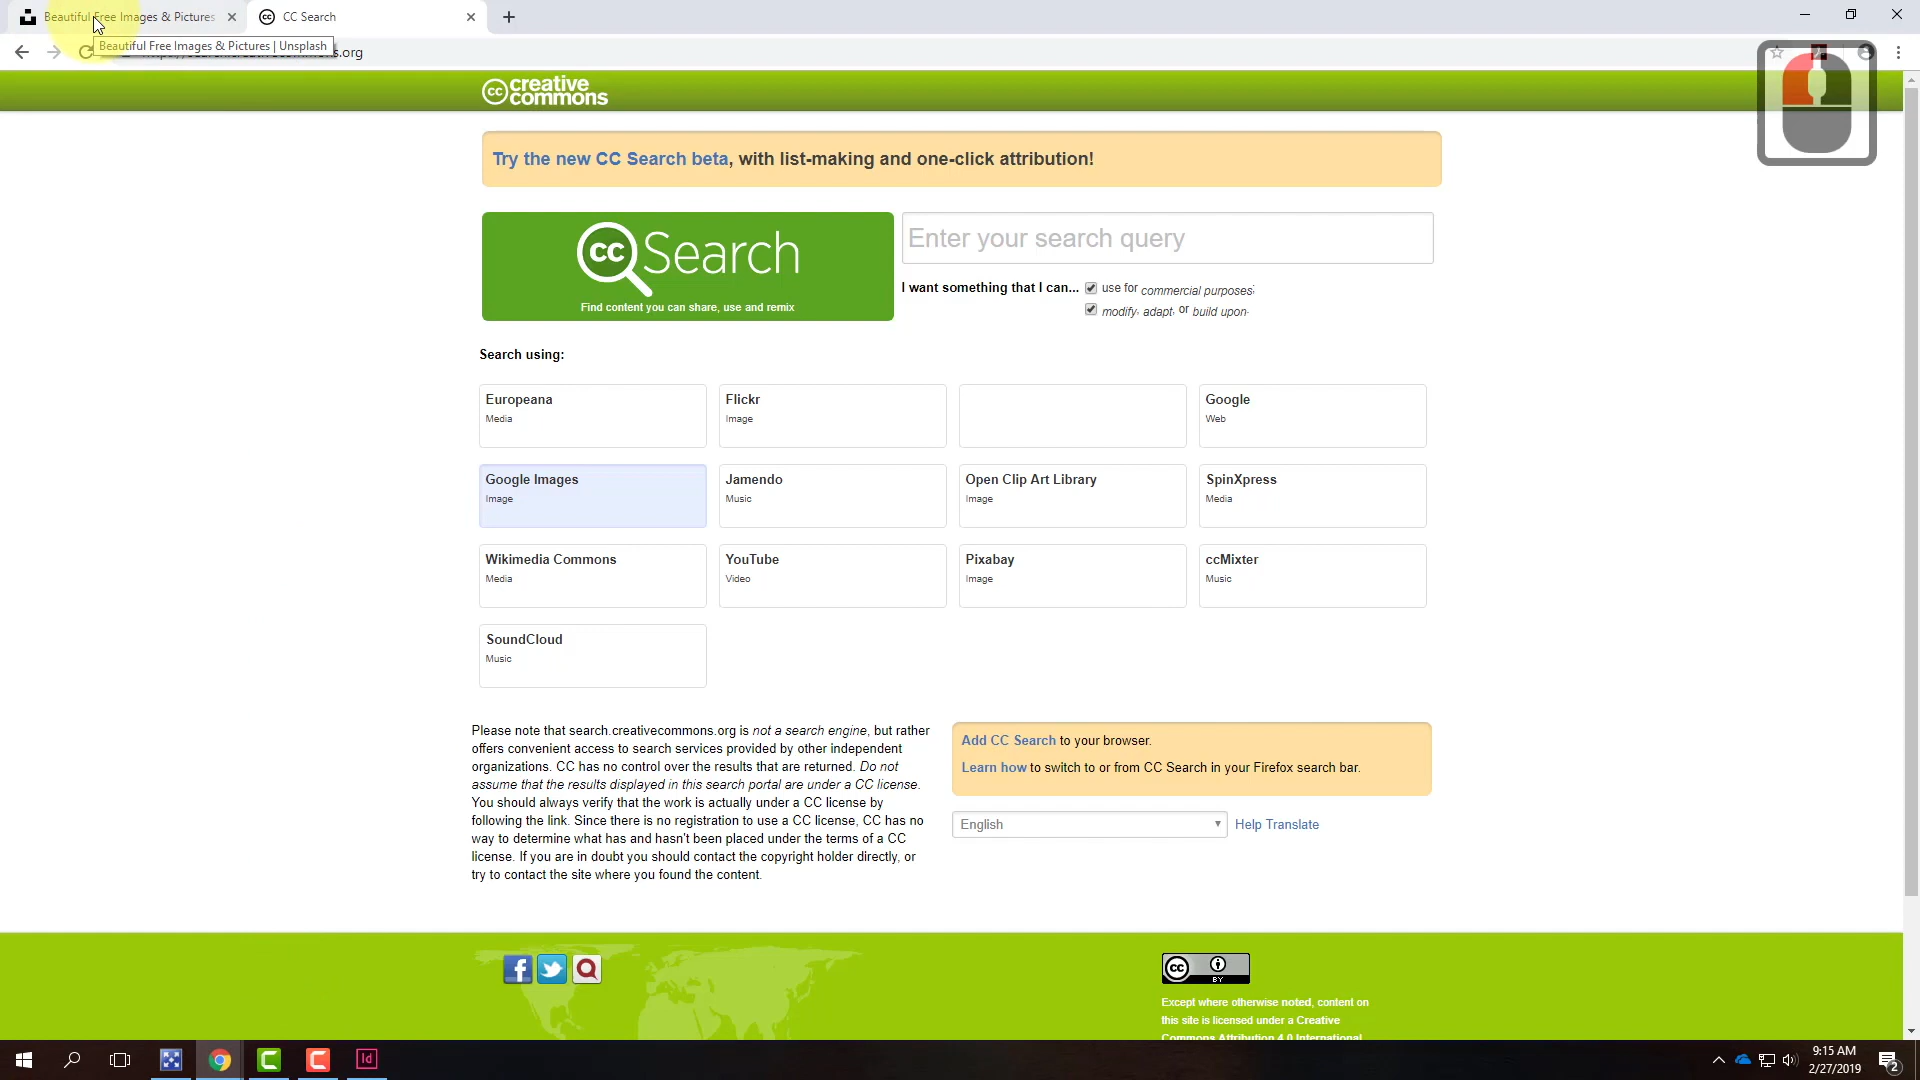 Beautiful Free Images & Pictures
CC Search
Beautiful Free Images & Pictures | Unsplash
.org
creative
commons
Try the new CC Search beta, with list-making and one-click attribution!
cc Search
Find content you can share, use and remix
Enter your search query
I want something that I can... use for commercial purposes;
modify, adapt, or build upon.
Search using:
Europeana
Media
Flickr
Image
Google
Web
Google Images
Image
Jamendo
Music
Open Clip Art Library
Image
SpinXpress
Media
Wikimedia Commons
Media
YouTube
Video
Pixabay
Image
ccMixter
Music
SoundCloud
Music
Please note that search.creativecommons.org is not a search engine, but rather
offers convenient access to search services provided by other independent
organizations. CC has no control over the results that are returned. Do not
assume that the results displayed in this search portal are under a CC license.
You should always verify that the work is actually under a CC license by
following the link. Since there is no registration to use a CC license, CC has no
way to determine what has and hasn't been placed under the terms of a CC
license. If you are in doubt you should contact the copyright holder directly, or
try to contact the site where you found the content.
Add CC Search to your browser.
Learn how to switch to or from CC Search in your Firefox search bar.
English
Help Translate
cc BY
Except where otherwise noted, content on
this site is licensed under a Creative
Commons Attribution 4.0 International
Id
9:15 AM
2/27/2019
2